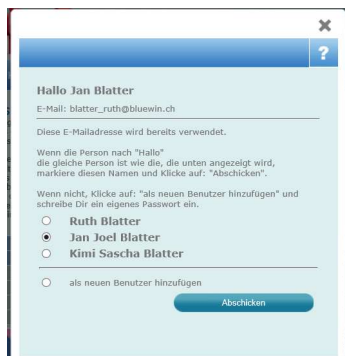 ?
Hallo Jan Blatter
E-Mail: blatter_ruth@bluewin.ch
Diese E-Mailadresse wird bereits verwendet.
Wenn die Person nach "Hallo"
die gleiche Person ist wie die, die unten angezeigt wird,
markiere diesen Namen und Klicke auf: "Abschicken".
Wenn nicht, Klicke auf: "als neuen Benutzer hinzufügen" und
schreibe Dir ein eigenes Passwort ein.
Ruth Blatter
Jan Joel Blatter
Kimi Sascha Blatter
als neuen Benutzer hinzufügen
Abschicken